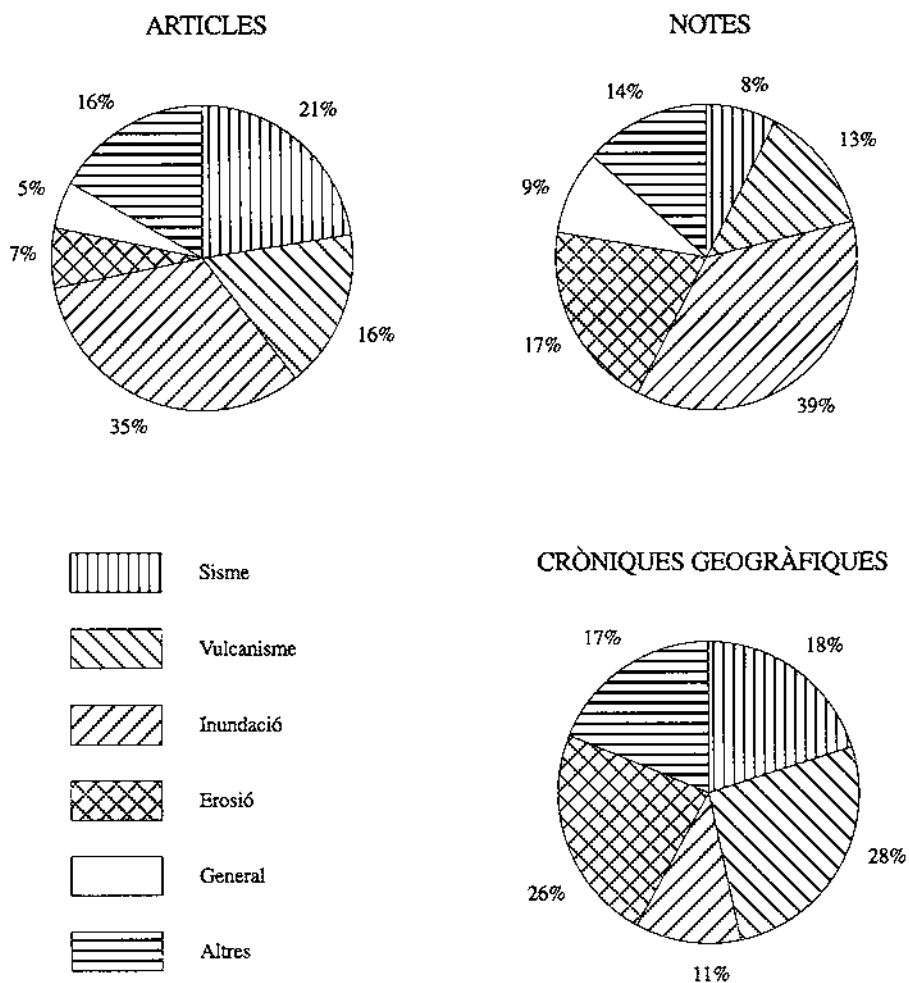 ARTICLES
16%
21%
5%
7%
16%
35%
NOTES
14%
8%
13%
9%
17%
39%
Sisme
Vulcanisme
Inundació
Erosió
General
Altres
CRÒNIQUES GEOGRÀFIQUES
17%
18%
28%
26%
11%